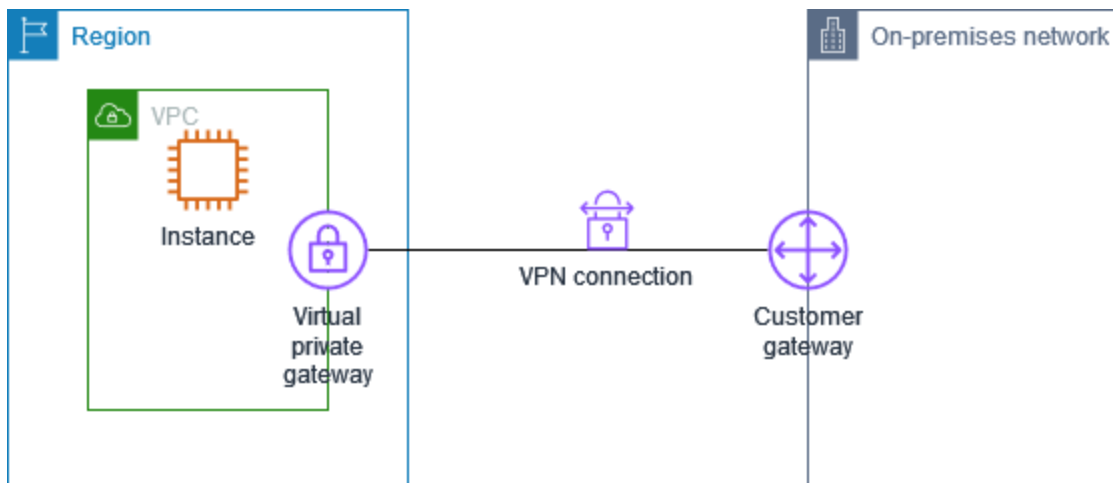 Region
On-premises network
VPC
Instance
VPN connection
Virtual
private
gateway
Customer
gateway